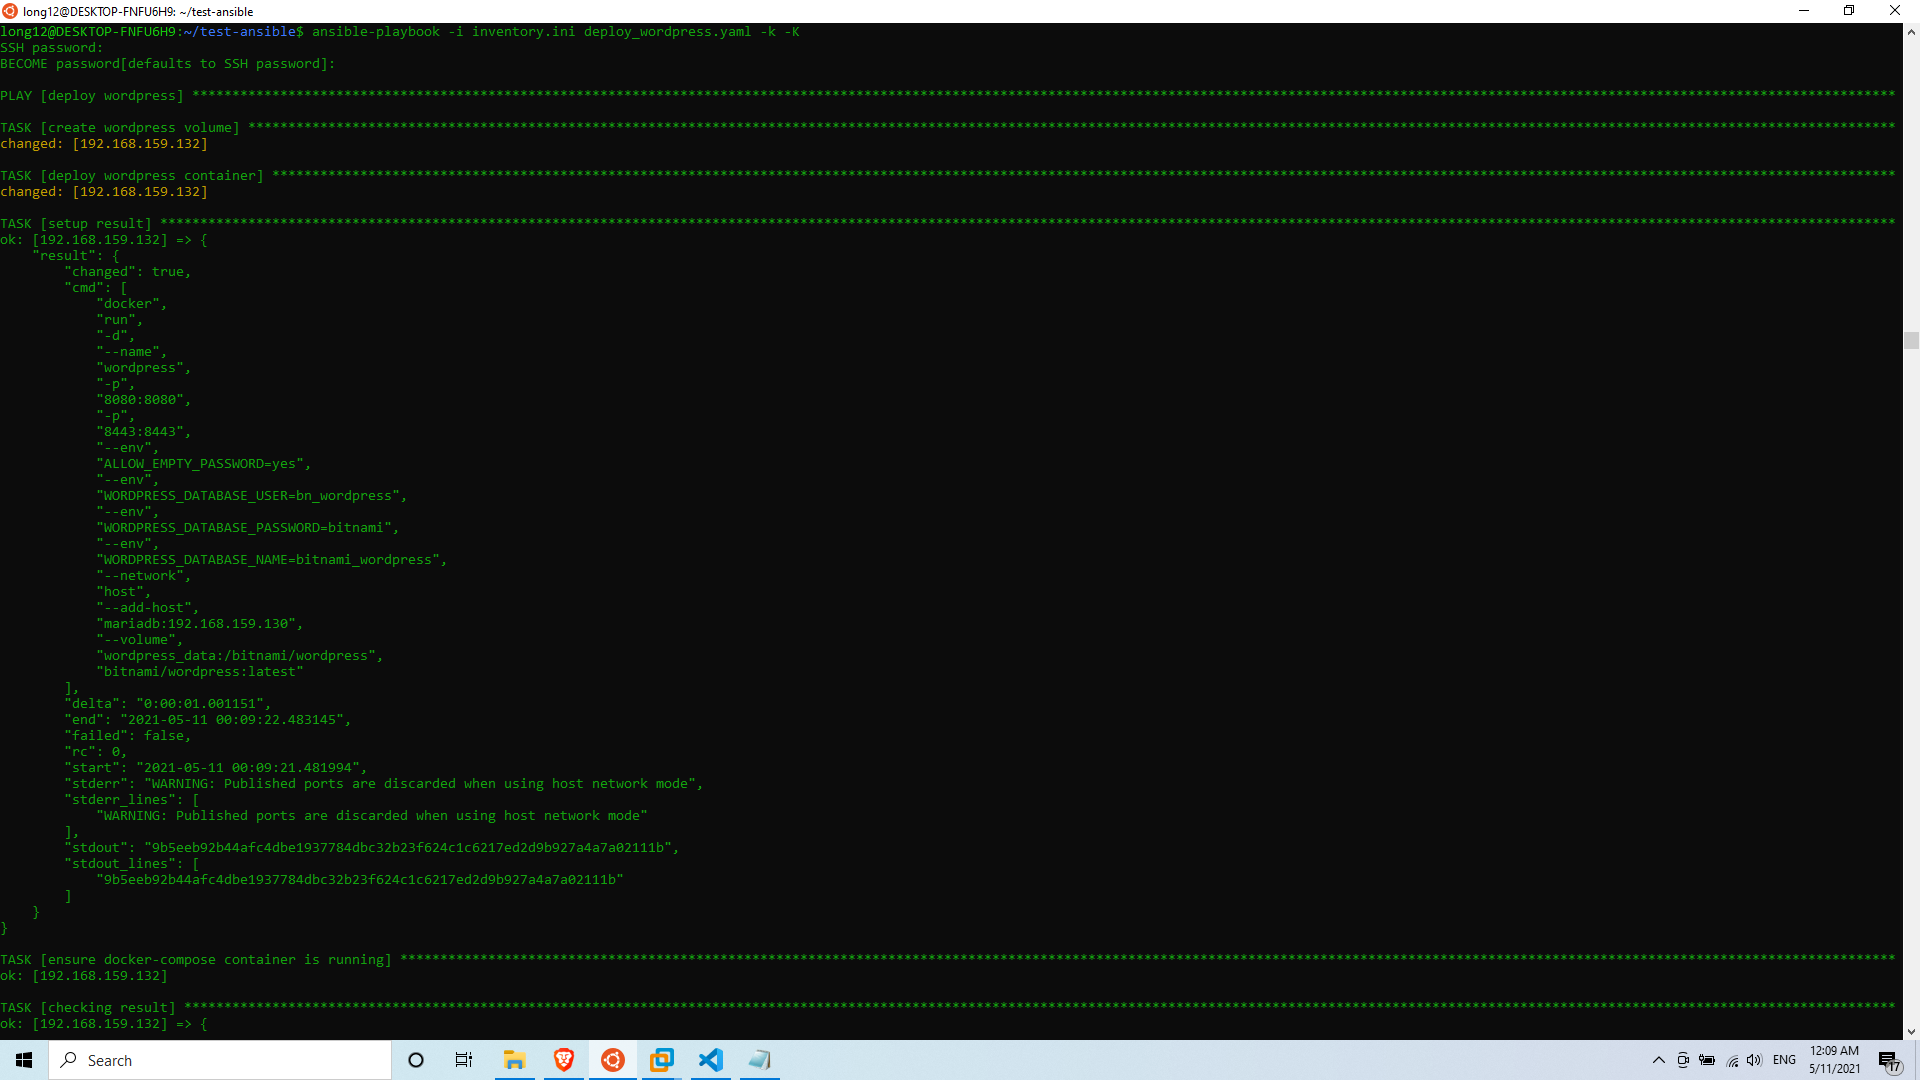 long12@DESKTOP-FNFU6H9: ~/test-ansible
long12@DESKTOP-FNFU6H9:~/test-ansible$ ansible-playbook -i inventory.ini deploy_wordpress.yaml -k -K
SSH password:
BECOME password[defaults to SSH password]:
PLAY [deploy wordpress] *********************************************************************************************************************************************************************************************************************
TASK [create wordpress volume] **************************************************************************************************************************************************************************************************************
changed: [192.168.159.132]
TASK [deploy wordpress container] ***********************************************************************************************************************************************************************************************************
changed: [192.168.159.132]
TASK [setup result] *************************************************************************************************************************************************************************************************************************
ok: [192.168.159.132] => {
    "result": {
        "changed": true,
        "cmd": [
            "docker",
            "run",
            "-d",
            "--name",
            "wordpress",
            "-p",
            "8080:8080",
            "-p",
            "8443:8443",
            "--env",
            "ALLOW_EMPTY_PASSWORD=yes",
            "--env",
            "WORDPRESS_DATABASE_USER=bn_wordpress",
            "--env",
            "WORDPRESS_DATABASE_PASSWORD=bitnami",
            "--env",
            "WORDPRESS_DATABASE_NAME=bitnami_wordpress",
            "--network",
            "host",
            "--add-host",
            "mariadb:192.168.159.130",
            "--volume",
            "wordpress_data:/bitnami/wordpress",
            "bitnami/wordpress:latest"
        ],
        "delta": "0:00:01.001151",
        "end": "2021-05-11 00:09:22.483145",
        "failed": false,
        "rc": 0,
        "start": "2021-05-11 00:09:21.481994",
        "stderr": "WARNING: Published ports are discarded when using host network mode",
        "stderr_lines": [
            "WARNING: Published ports are discarded when using host network mode"
        ],
        "stdout": "9b5eeb92b44afc4dbe1937784dbc32b23f624c1c6217ed2d9b927a4a7a02111b",
        "stdout_lines": [
            "9b5eeb92b44afc4dbe1937784dbc32b23f624c1c6217ed2d9b927a4a7a02111b"
        ]
    }
}
TASK [ensure docker-compose container is running] *******************************************************************************************************************************************************************************************
ok: [192.168.159.132]
TASK [checking result] **********************************************************************************************************************************************************************************************************************
ok: [192.168.159.132] => {
Search
ENG
12:09 AM
5/11/2021
17